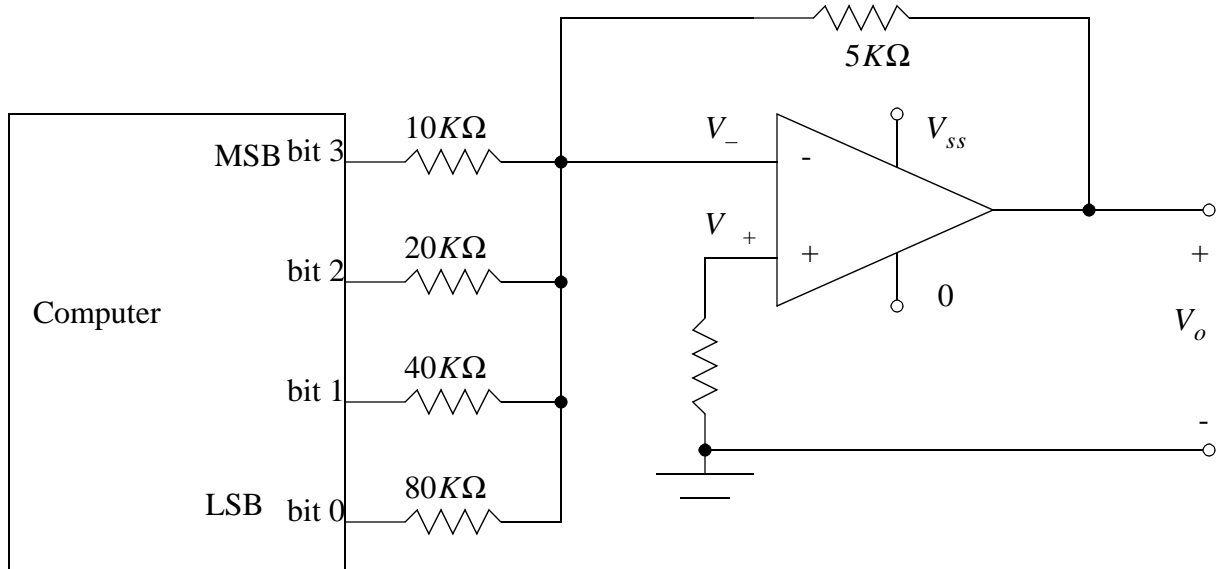 5KΩ
10KΩ
V_
V_ss
MSB bit 3
-
V_+
20KΩ
bit 2
+
+
0
Computer
V_o
40KΩ
bit 1
-
80KΩ
LSB bit 0